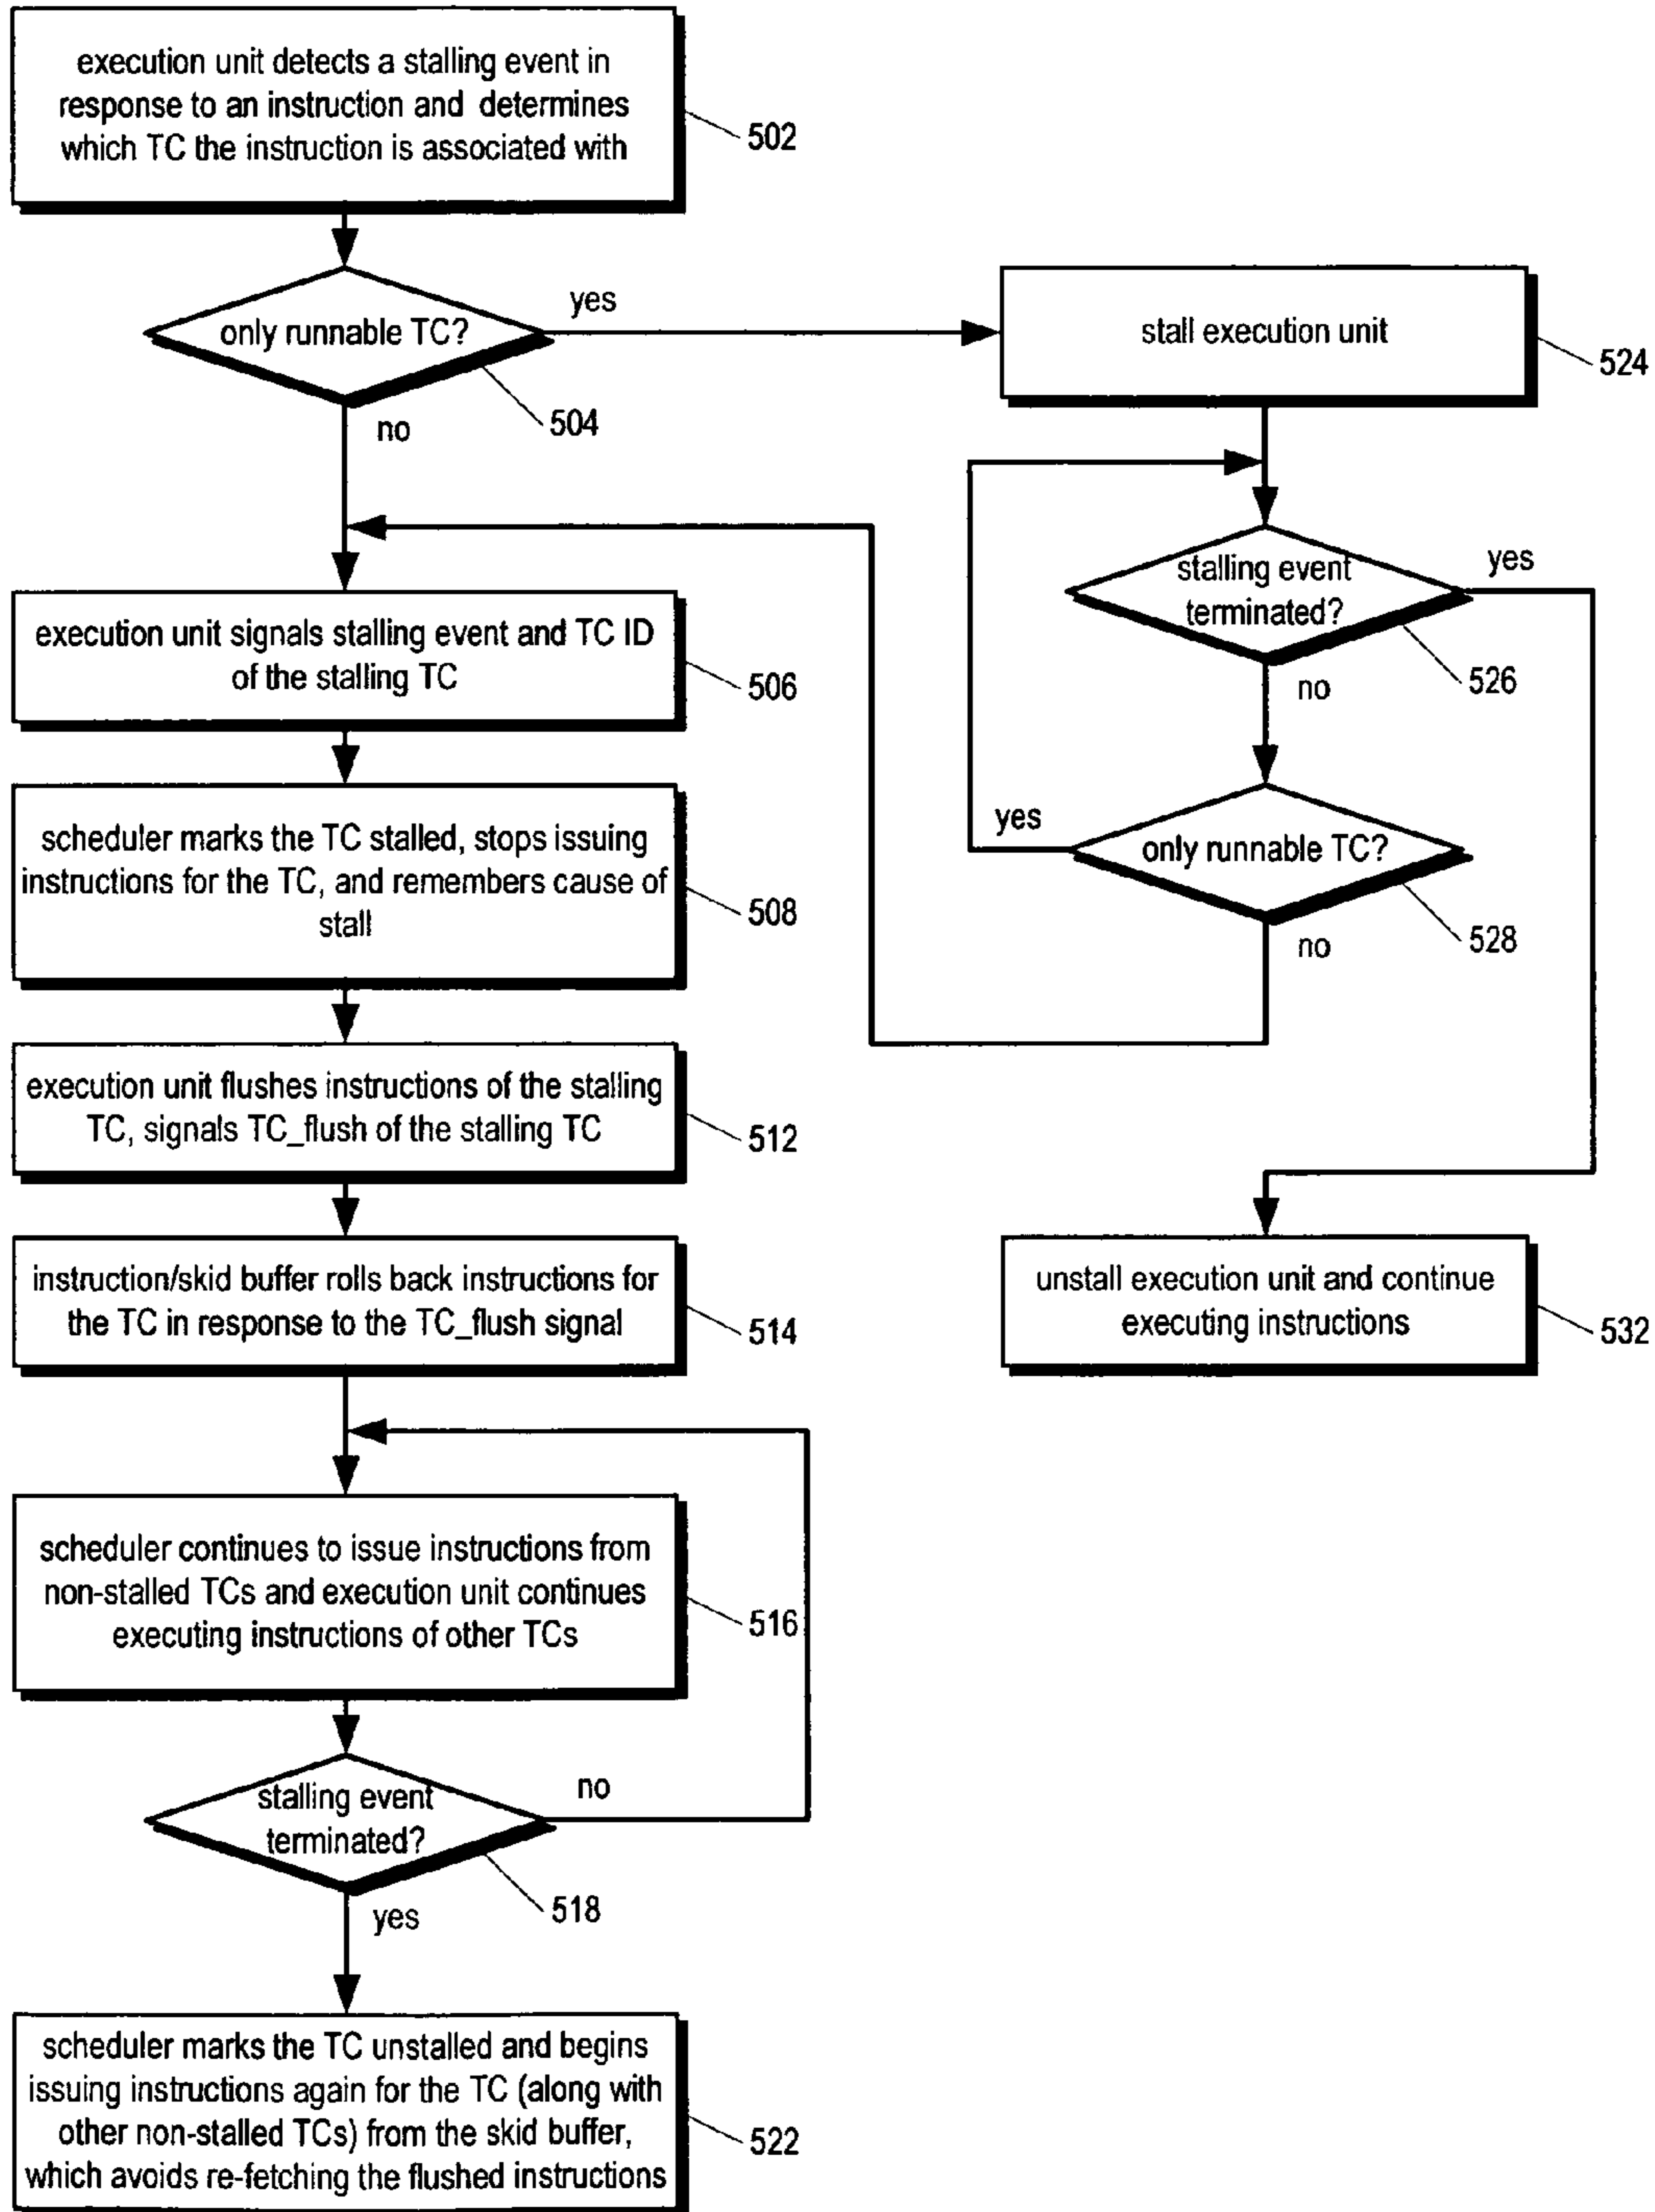 execution unit detects a stalling event in
response to an instruction and determines
which TC the instruction is associated with
502
only runnable TC?
yes
504
no
stall execution unit
524
stalling event
terminated?
yes
526
no
only runnable TC?
yes
528
no
execution unit signals stalling event and TC ID
of the stalling TC
506
scheduler marks the TC stalled, stops issuing
instructions for the TC, and remembers cause of
stall
508
execution unit flushes instructions of the stalling
TC, signals TC_flush of the stalling TC
512
instruction/skid buffer rolls back instructions for
the TC in response to the TC_flush signal
514
unstall execution unit and continue
executing instructions
532
scheduler continues to issue instructions from
non-stalled TCs and execution unit continues
executing instructions of other TCs
516
stalling event
terminated?
no
518
yes
scheduler marks the TC unstalled and begins
issuing instructions again for the TC (along with
other non-stalled TCs) from the skid buffer,
which avoids re-fetching the flushed instructions
522